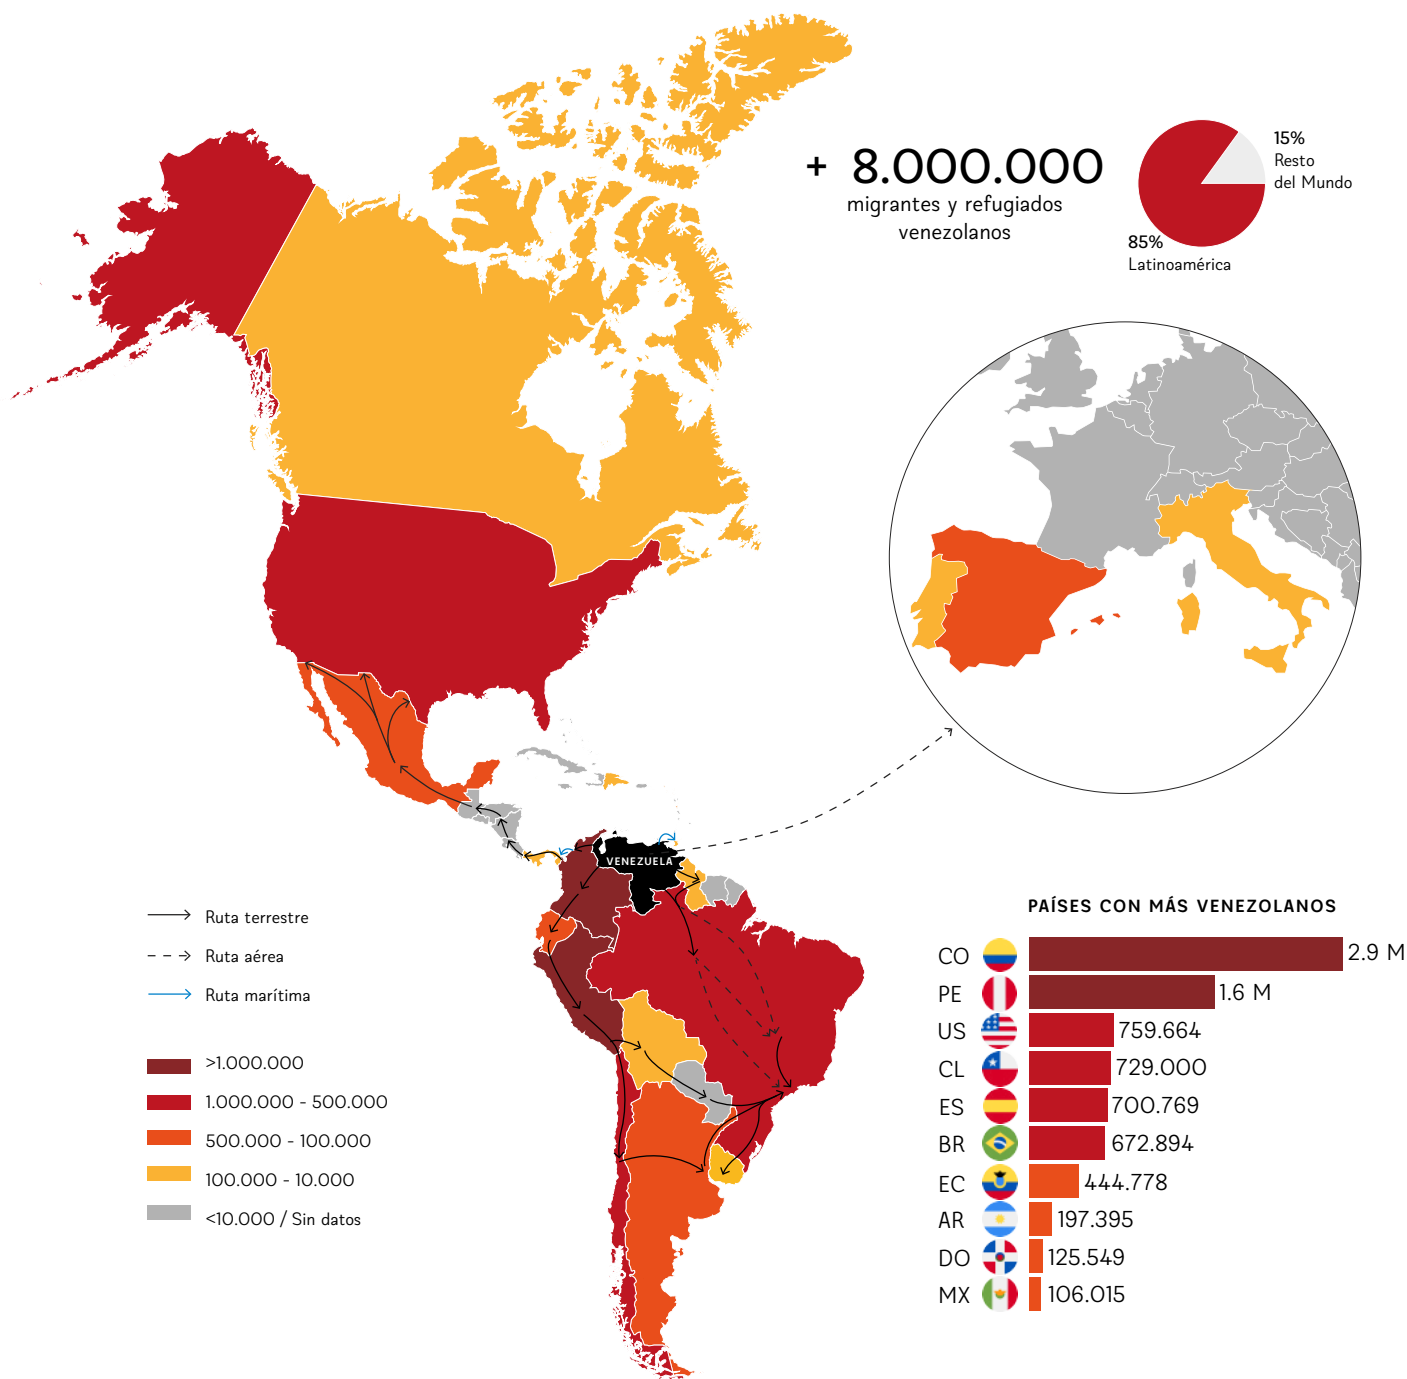 + 8.000.000
migrantes y refugiados
venezolanos
15%
Resto
del Mundo
85%
Latinoamérica
VENEZUELA
Ruta terrestre
Ruta aérea
Ruta marítima
>1.000.000
1.000.000 - 500.000
500.000 - 100.000
100.000 - 10.000
<10.000 / Sin datos
PAÍSES CON MÁS VENEZOLANOS
CO 2.9 M
PE 1.6 M
US 759.664
CL 729.000
ES 700.769
BR 672.894
EC 444.778
AR 197.395
DO 125.549
MX 106.015